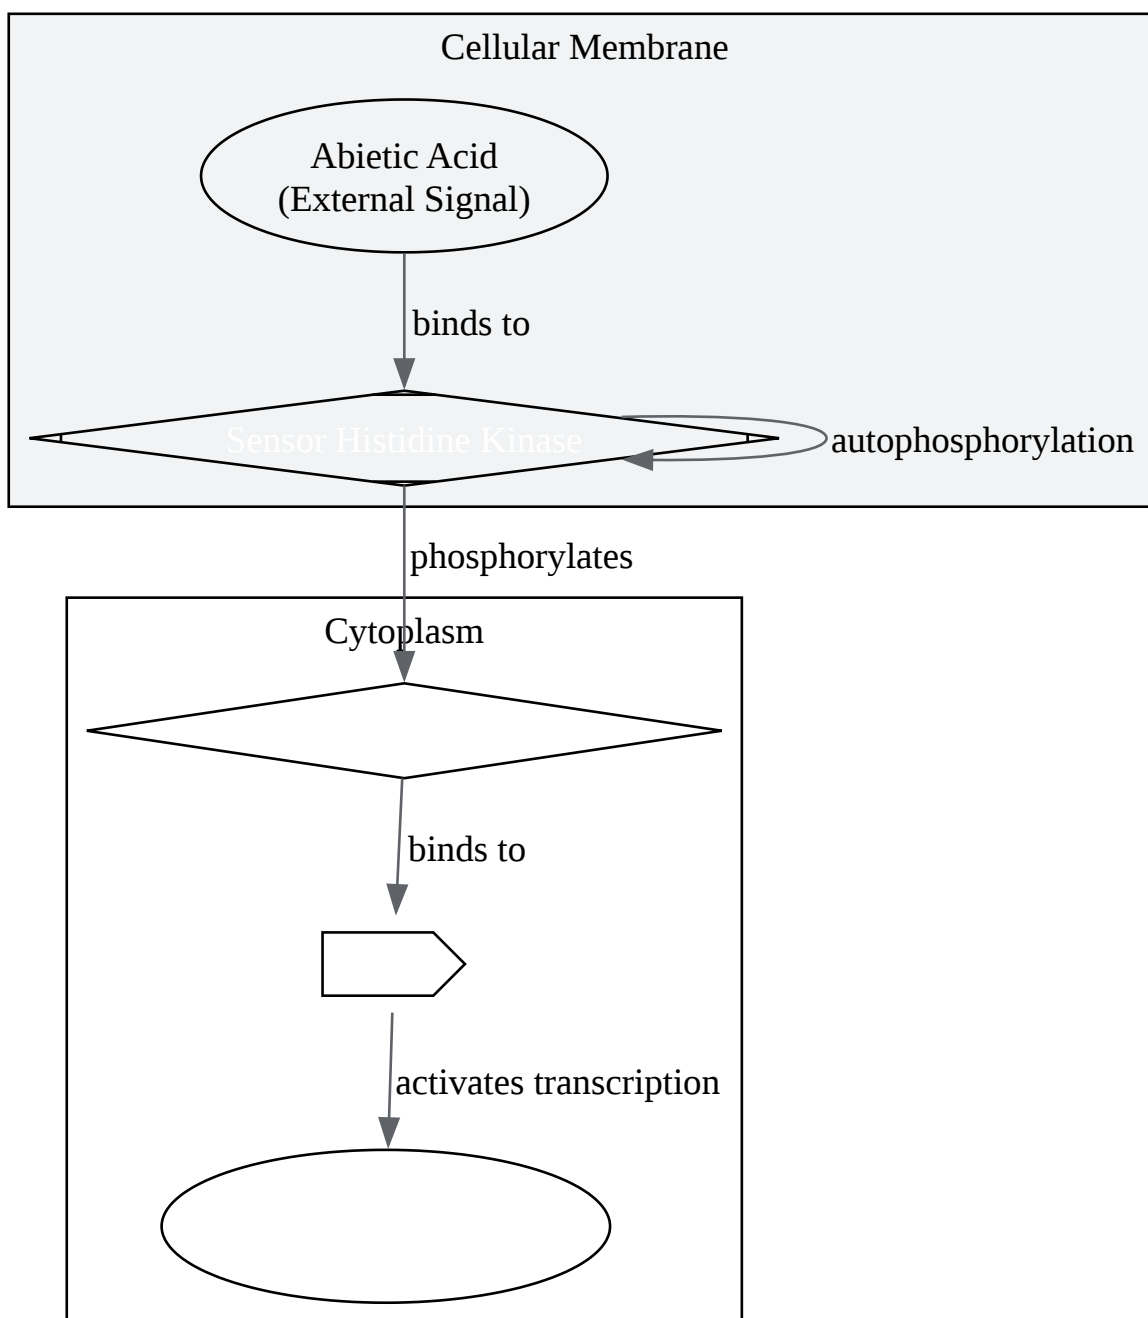 Cellular Membrane
Abietic Acid
(External Signal)
binds to
Sensor Histidine Kinase
autophosphorylation
phosphorylates
Cytoplasm
binds to
activates transcription